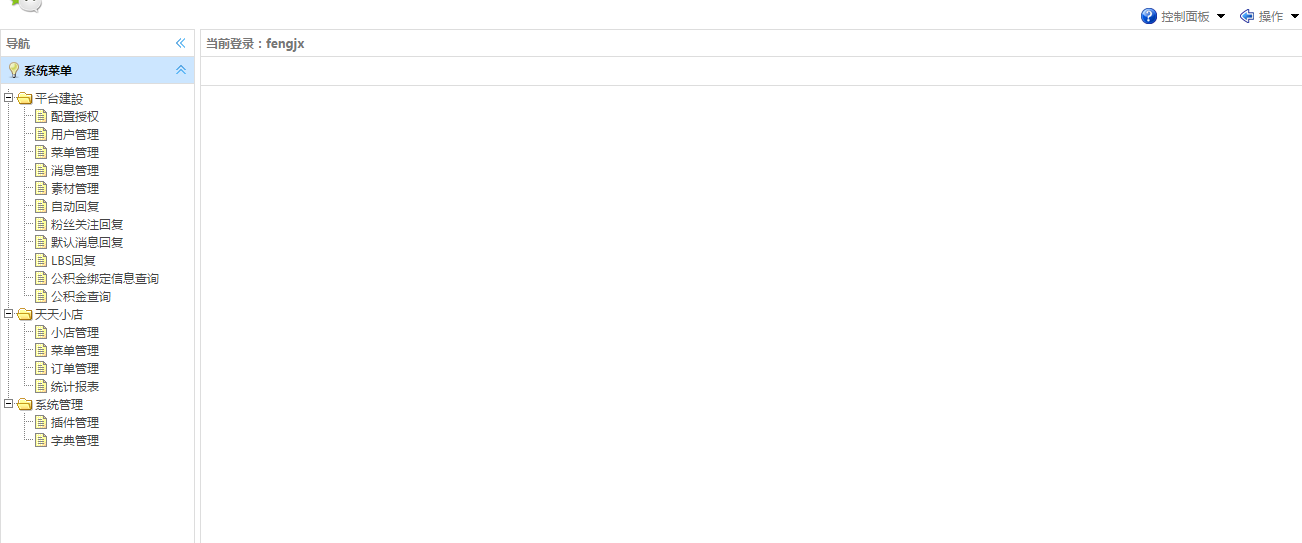 控制面板 操作
导航
当前登录：fengjx
系统菜单
平台建設
配置授权
用户管理
菜单管理
消息管理
素材管理
自动回复
粉丝关注回复
默认消息回复
LBS回复
公积金绑定信息查询
公积金查询
天天小店
小店管理
菜单管理
订单管理
统计报表
系统管理
插件管理
字典管理